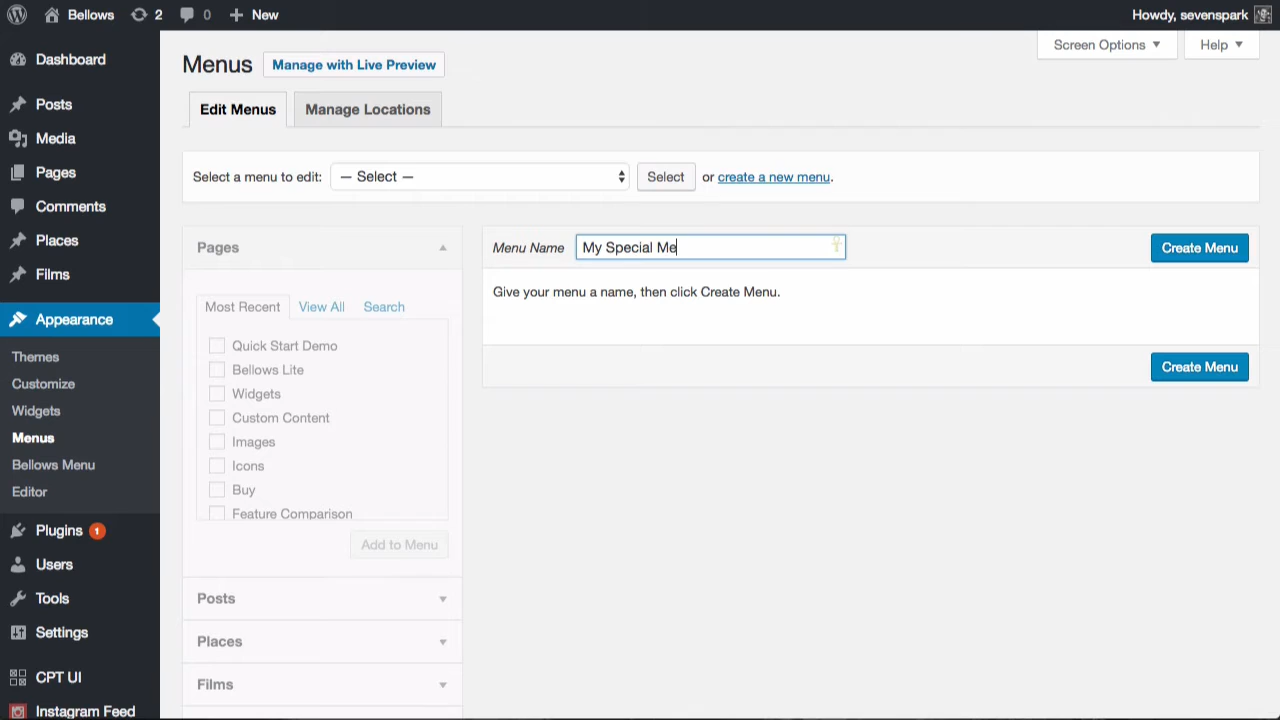 Bellows 2 0 New Howdy, sevenspark
Screen Options Help
Dashboard
Posts
Media
Pages
Comments
Places
Films
Appearance
Themes
Customize
Widgets
Menus
Bellows Menu
Editor
Plugins 1
Users
Tools
Settings
CPT UI
Instagram Feed
Menus Manage with Live Preview
Edit Menus Manage Locations
Select a menu to edit: — Select — Select or create a new menu.
Pages
Most Recent View All Search
Quick Start Demo
Bellows Lite
Widgets
Custom Content
Images
Icons
Buy
Feature Comparison
Add to Menu
Posts
Places
Films
Menu Name My Special Me Create Menu
Give your menu a name, then click Create Menu.
Create Menu